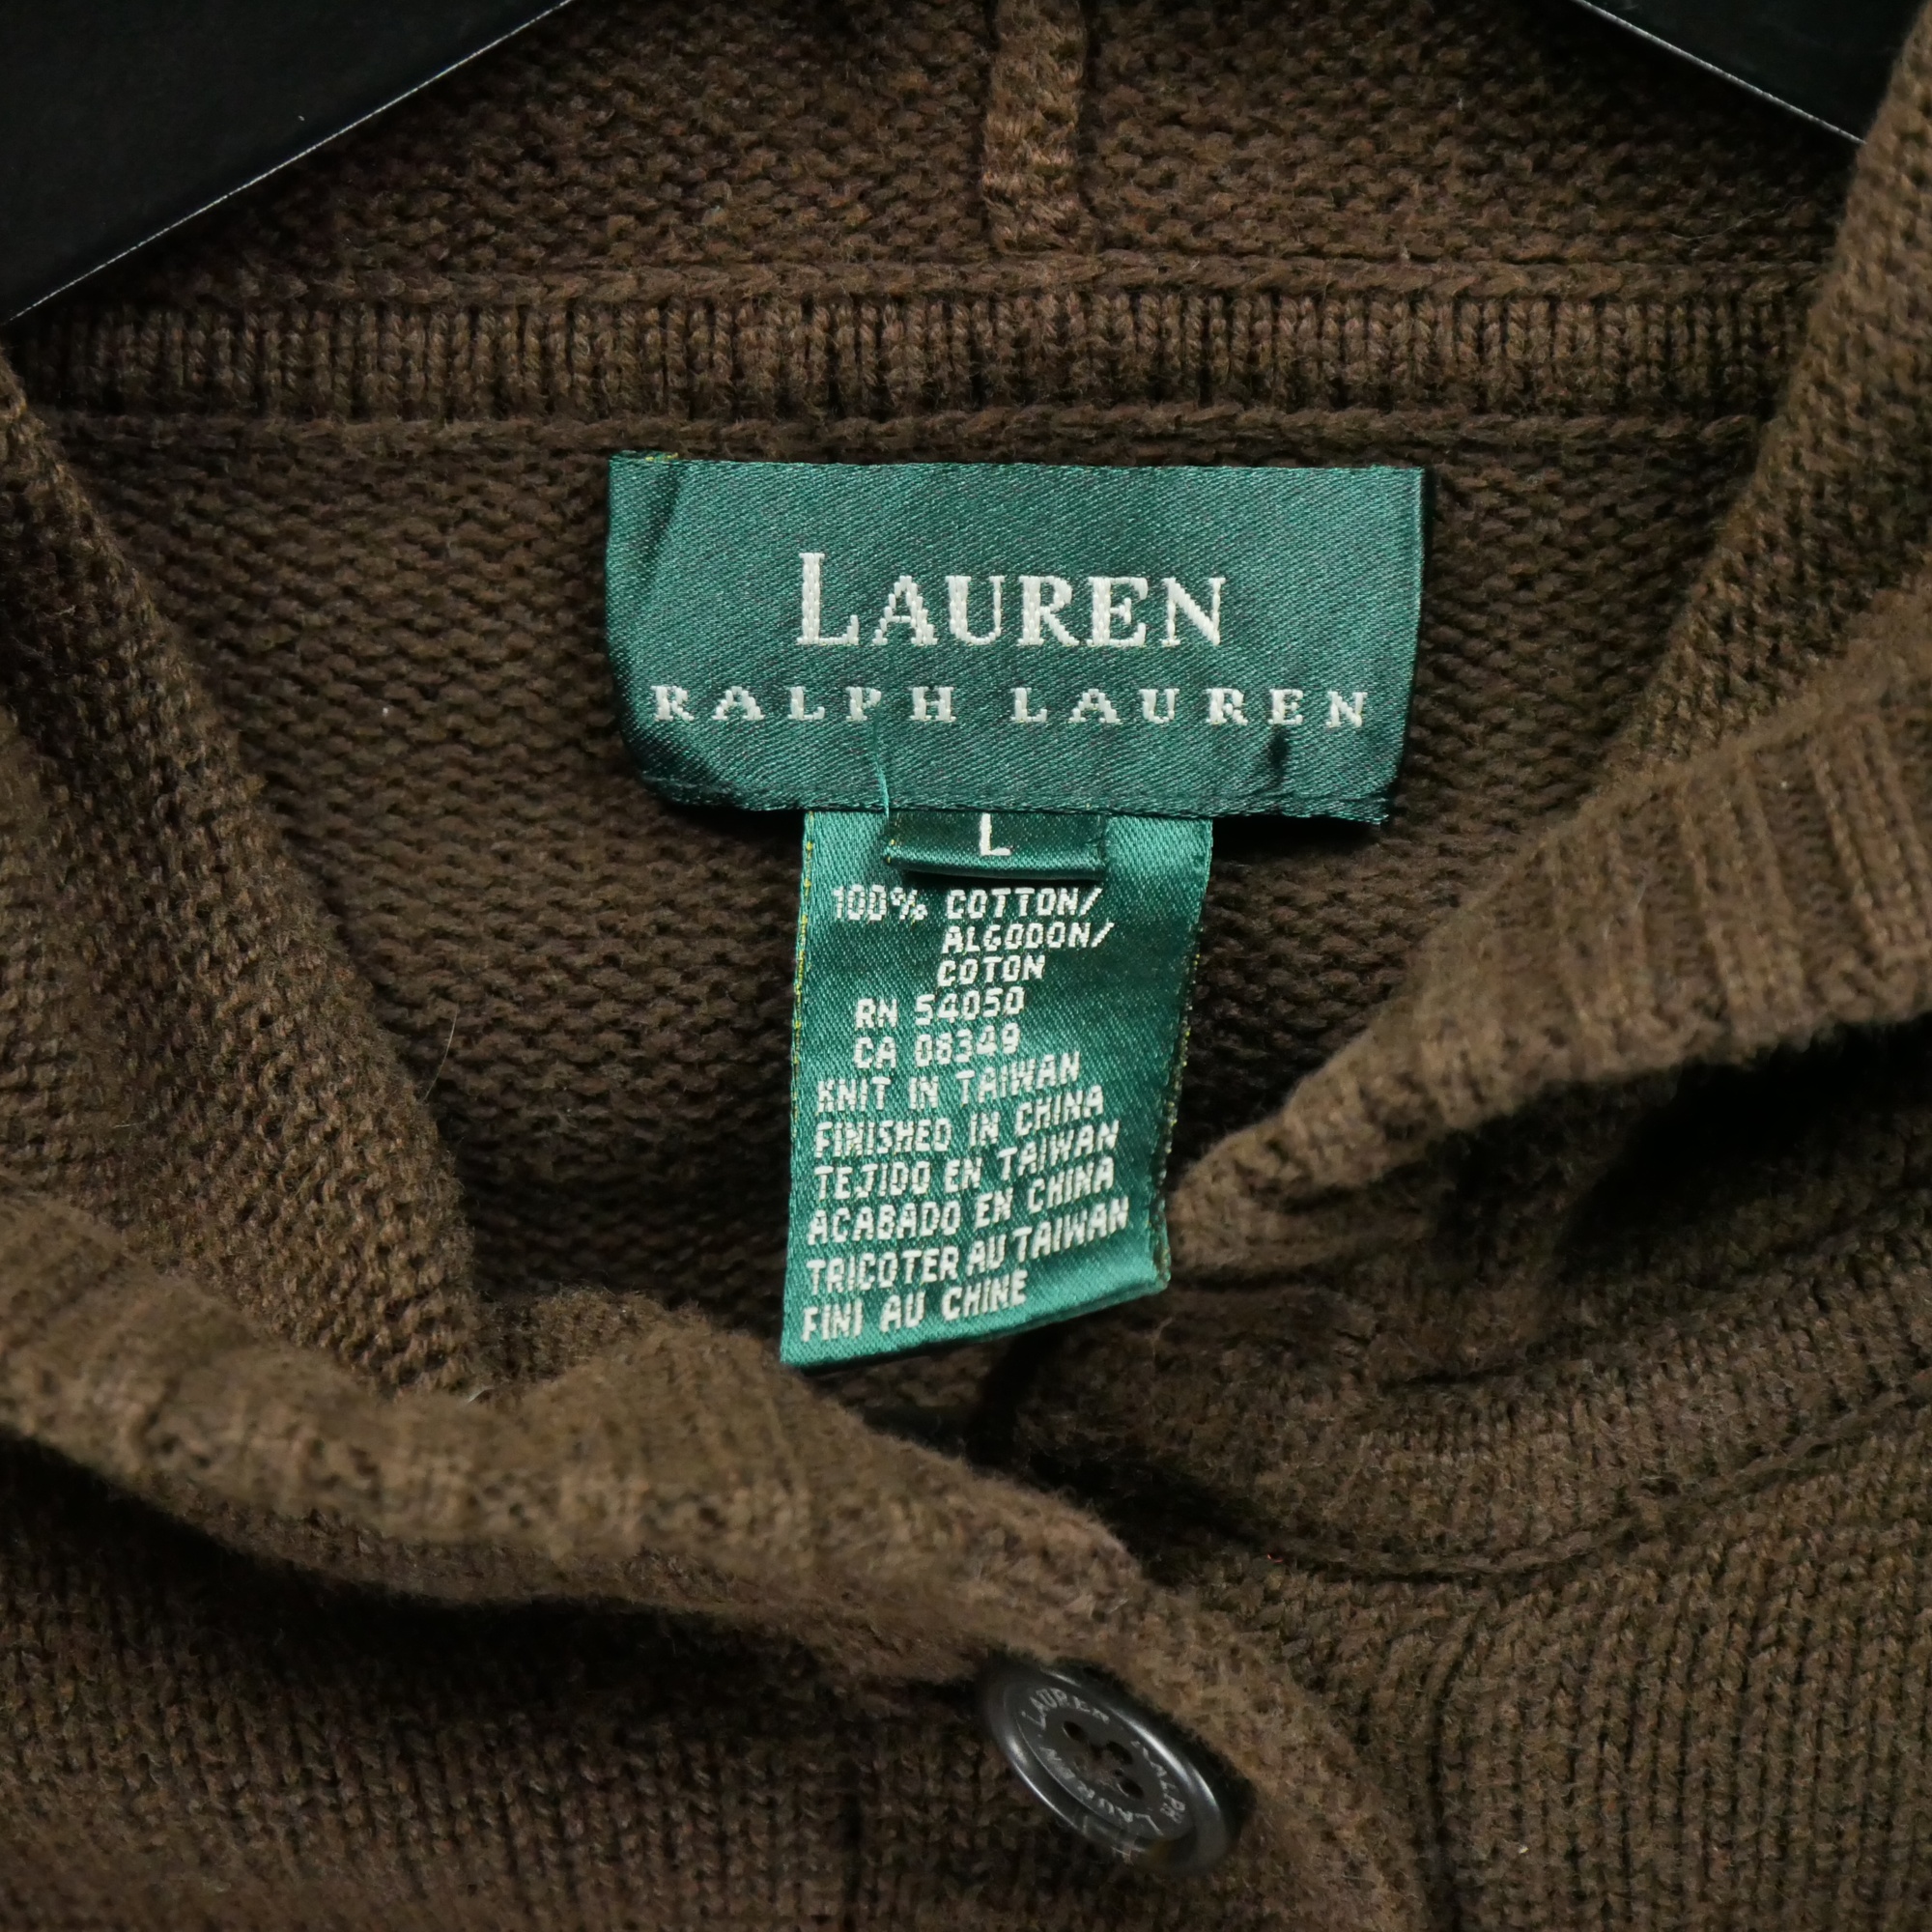 LAUREN
RALPH LAUREN
L
100% COTTON/
ALGODON/
COTON
RN 54050
CA 08349
KNIT IN TAIWAN
FINISHED IN CHINA
TEJIDO EN TAIWAN
ACABADO EN CHINA
TRICOTER AU TAIWAN
FINI AU CHINE
LAUREN RALPH LAUREN